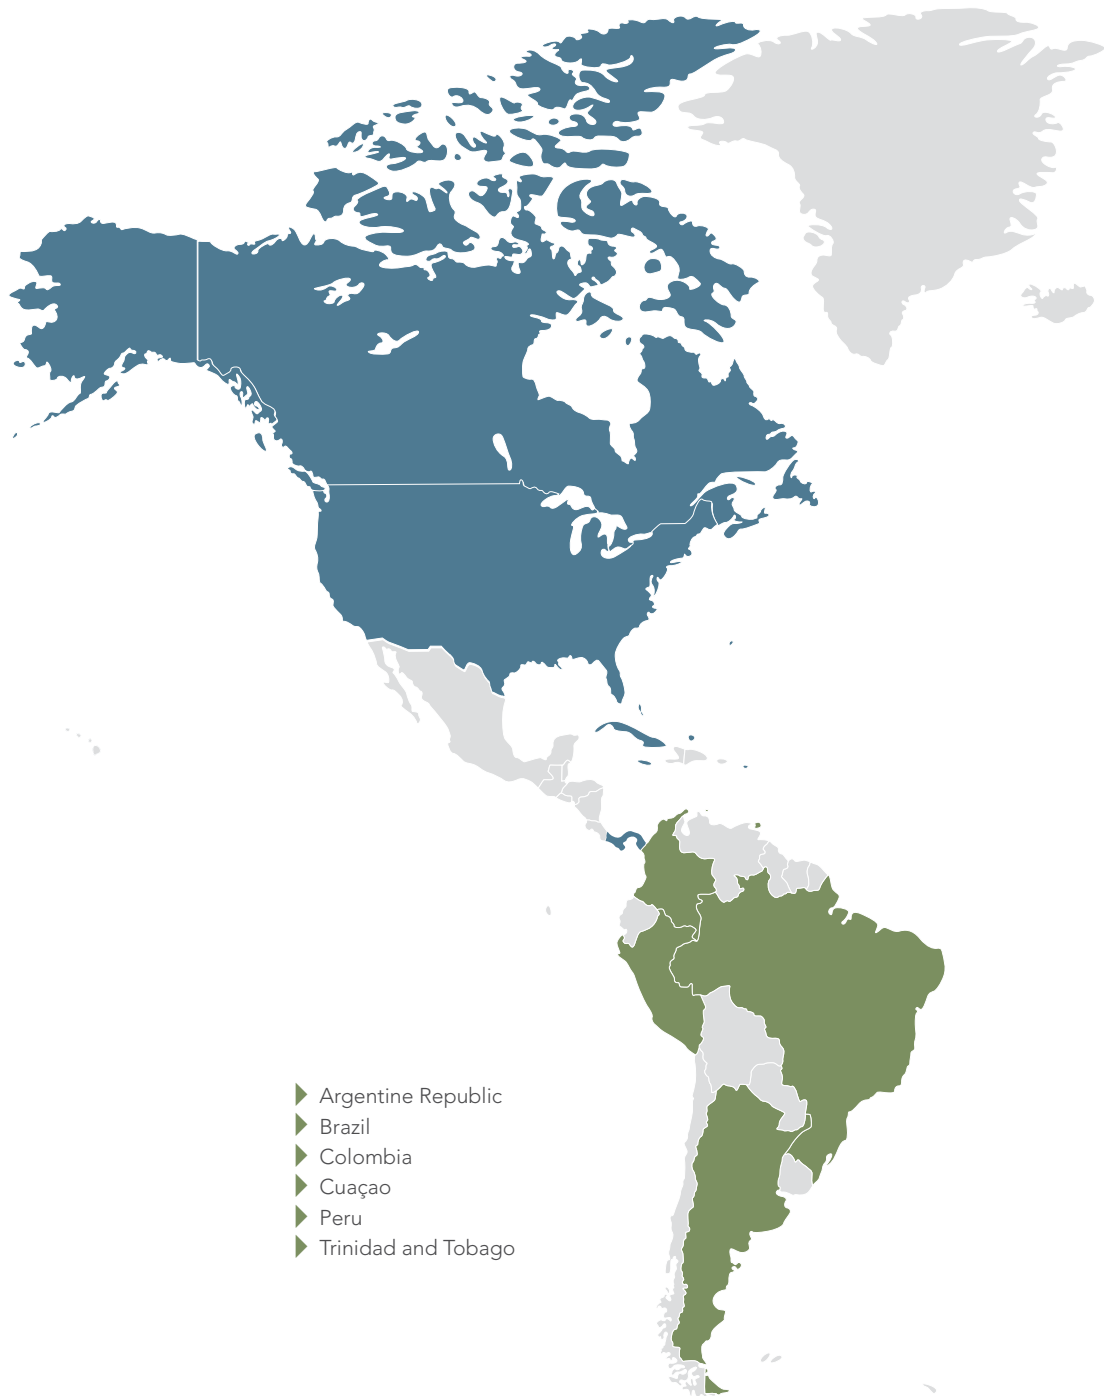 Argentine Republic
Brazil
Colombia
Cuaçao
Peru
Trinidad and Tobago